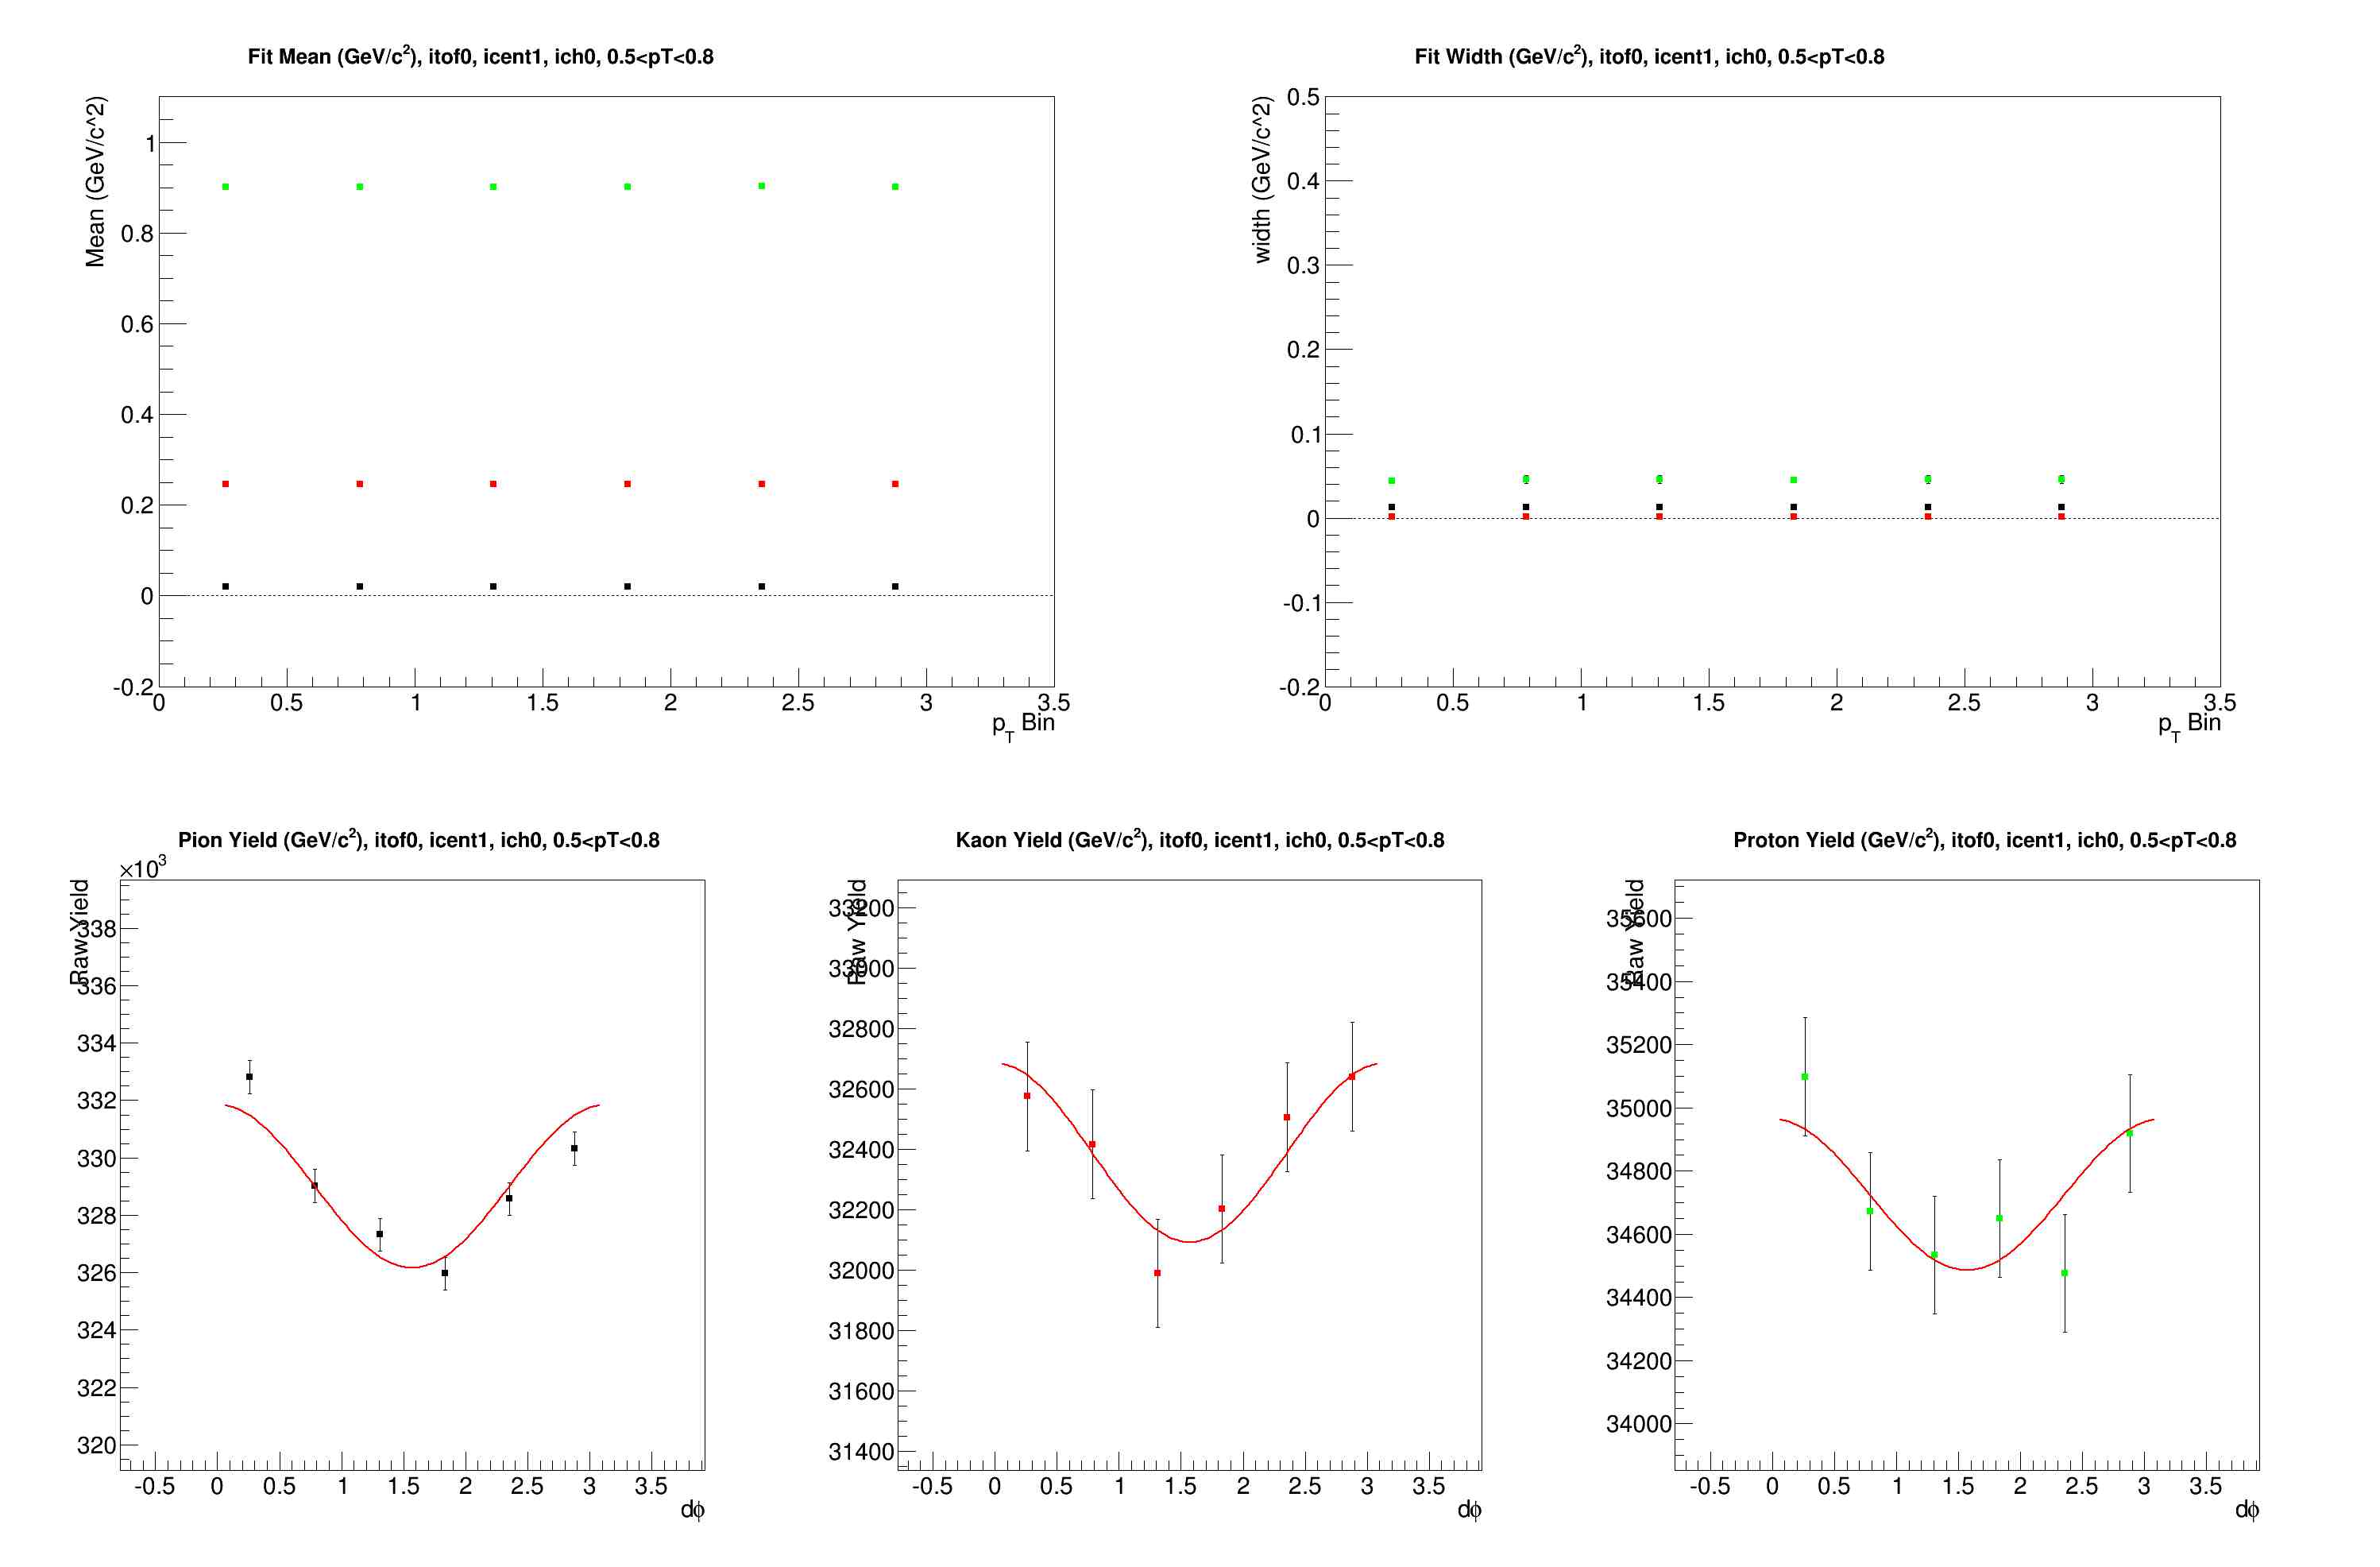 Fit Mean (GeV/c²), itof0, icent1, ich0, 0.5<pT<0.8
Mean (GeV/c^2)
1
0.8
0.6
0.4
0.2
0
-0.2
0 0.5 1 1.5 2 2.5 3 3.5
p_T Bin
Fit Width (GeV/c²), itof0, icent1, ich0, 0.5<pT<0.8
width (GeV/c^2)
0.5
0.4
0.3
0.2
0.1
0
-0.1
-0.2
0 0.5 1 1.5 2 2.5 3 3.5
p_T Bin
Pion Yield (GeV/c²), itof0, icent1, ich0, 0.5<pT<0.8
×10³
Raw Yield
338
336
334
332
330
328
326
324
322
320
-0.5 0 0.5 1 1.5 2 2.5 3 3.5
dϕ
Kaon Yield (GeV/c²), itof0, icent1, ich0, 0.5<pT<0.8
Raw Yield
33200
33000
32800
32600
32400
32200
32000
31800
31600
31400
-0.5 0 0.5 1 1.5 2 2.5 3 3.5
dϕ
Proton Yield (GeV/c²), itof0, icent1, ich0, 0.5<pT<0.8
Raw Yield
35600
35400
35200
35000
34800
34600
34400
34200
34000
-0.5 0 0.5 1 1.5 2 2.5 3 3.5
dϕ